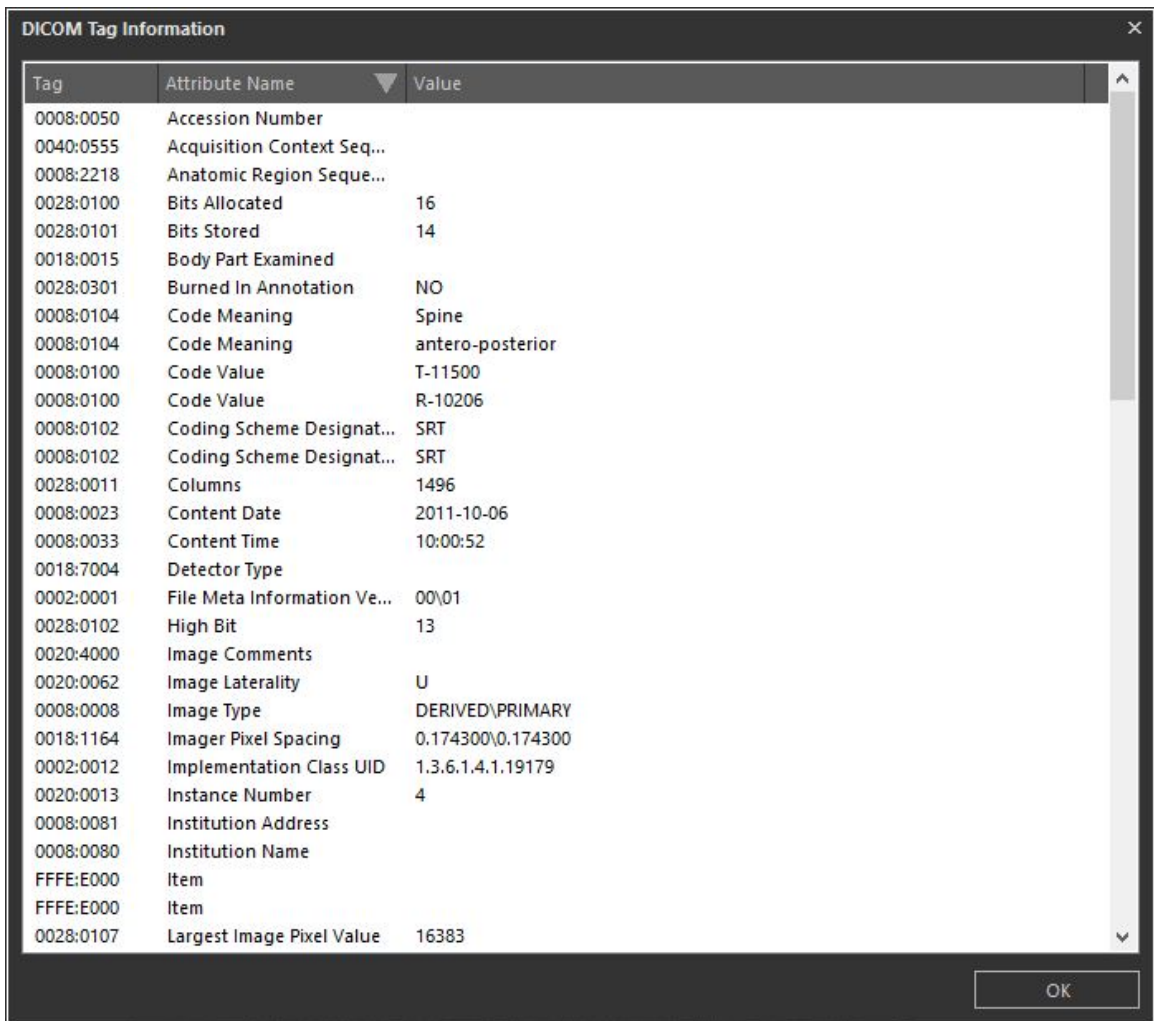 DICOM Tag Information
Tag Attribute Name Value
0008:0050 Accession Number
0040:0555 Acquisition Context Seq...
0008:2218 Anatomic Region Seque...
0028:0100 Bits Allocated 16
0028:0101 Bits Stored 14
0018:0015 Body Part Examined
0028:0301 Burned In Annotation NO
0008:0104 Code Meaning Spine
0008:0104 Code Meaning antero-posterior
0008:0100 Code Value T-11500
0008:0100 Code Value R-10206
0008:0102 Coding Scheme Designat... SRT
0008:0102 Coding Scheme Designat... SRT
0028:0011 Columns 1496
0008:0023 Content Date 2011-10-06
0008:0033 Content Time 10:00:52
0018:7004 Detector Type
0002:0001 File Meta Information Ve... 00\01
0028:0102 High Bit 13
0020:4000 Image Comments
0020:0062 Image Laterality U
0008:0008 Image Type DERIVED\PRIMARY
0018:1164 Imager Pixel Spacing 0.174300\0.174300
0002:0012 Implementation Class UID 1.3.6.1.4.1.19179
0020:0013 Instance Number 4
0008:0081 Institution Address
0008:0080 Institution Name
FFFE:E000 Item
FFFE:E000 Item
0028:0107 Largest Image Pixel Value 16383
OK